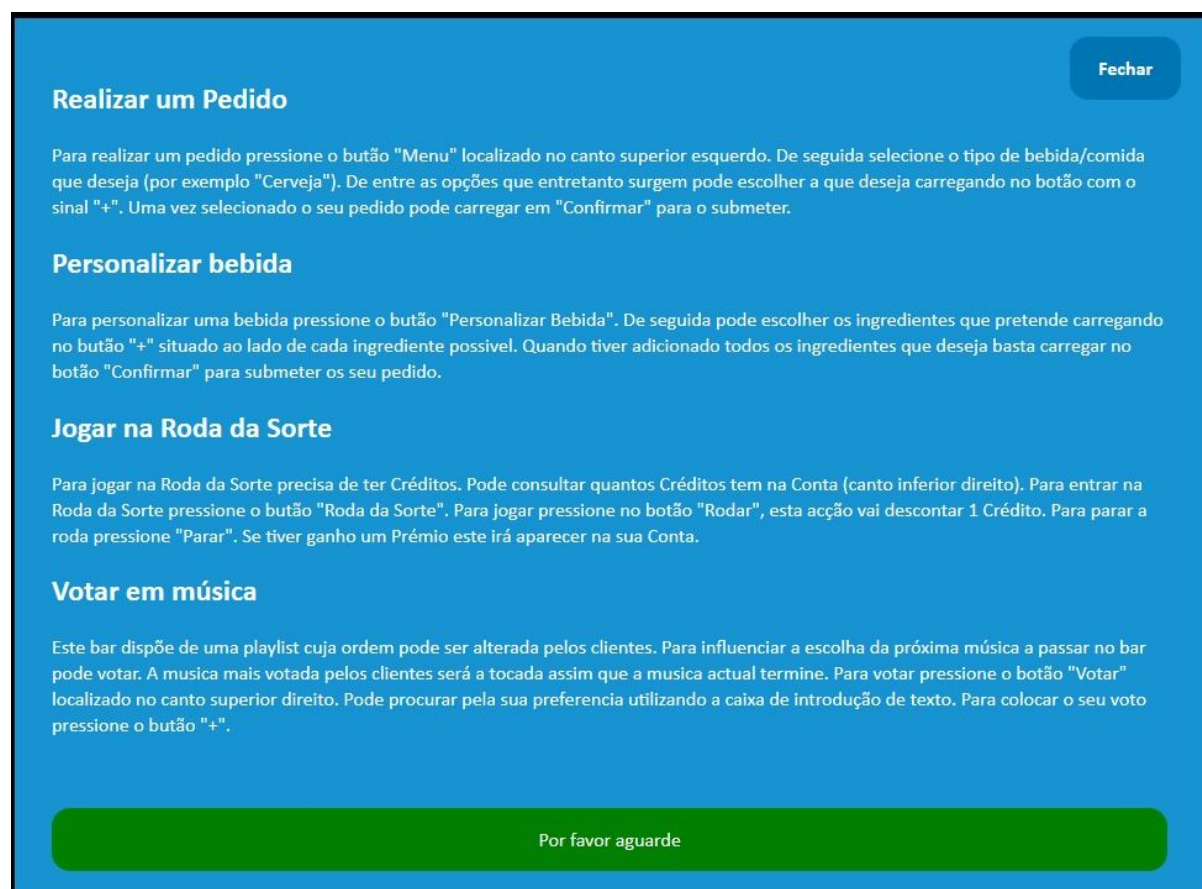 Fechar
Realizar um Pedido
Para realizar um pedido pressione o butão "Menu" localizado no canto superior esquerdo. De seguida selecione o tipo de bebida/comida
que deseja (por exemplo "Cerveja"). De entre as opções que entretanto surgem pode escolher a que deseja carregando no botão com o
sinal "+". Uma vez selecionado o seu pedido pode carregar em "Confirmar" para o submeter.
Personalizar bebida
Para personalizar uma bebida pressione o butão "Personalizar Bebida". De seguida pode escolher os ingredientes que pretende carregando
no butão "+" situado ao lado de cada ingrediente possivel. Quando tiver adicionado todos os ingredientes que deseja basta carregar no
botão "Confirmar" para submeter os seu pedido.
Jogar na Roda da Sorte
Para jogar na Roda da Sorte precisa de ter Créditos. Pode consultar quantos Créditos tem na Conta (canto inferior direito). Para entrar na
Roda da Sorte pressione o butão "Roda da Sorte". Para jogar pressione no botão "Rodar", esta acção vai descontar 1 Crédito. Para parar a
roda pressione "Parar". Se tiver ganho um Prémio este irá aparecer na sua Conta.
Votar em música
Este bar dispõe de uma playlist cuja ordem pode ser alterada pelos clientes. Para influenciar a escolha da próxima música a passar no bar
pode votar. A musica mais votada pelos clientes será a tocada assim que a musica actual termine. Para votar pressione o botão "Votar"
localizado no canto superior direito. Pode procurar pela sua preferencia utilizando a caixa de introdução de texto. Para colocar o seu voto
pressione o butão "+".
Por favor aguarde